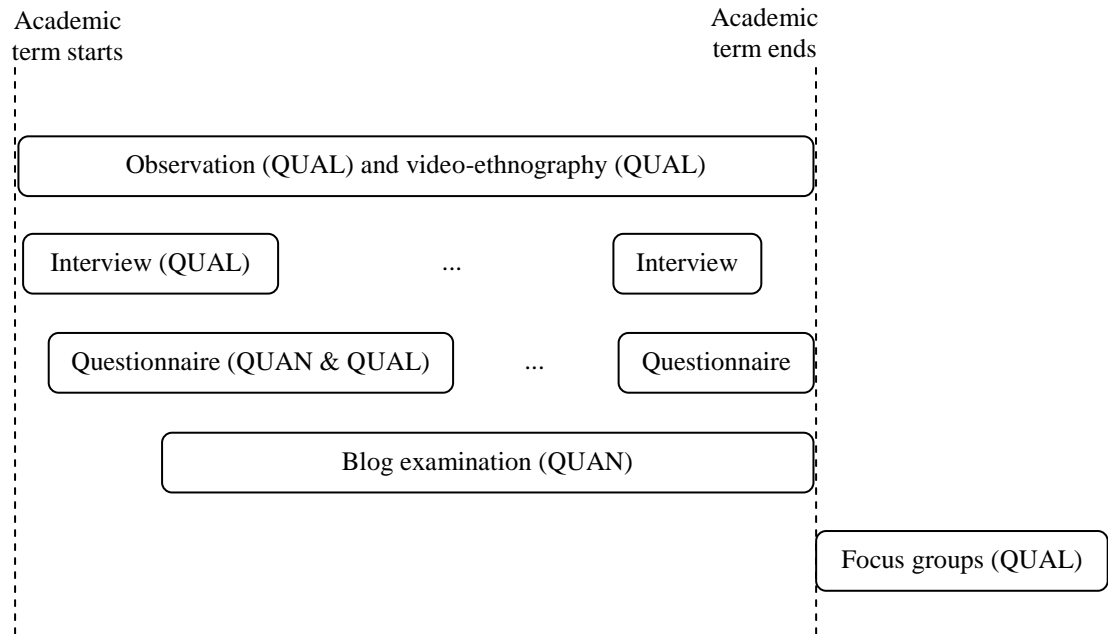 Academic
term starts
Academic
term ends
Observation (QUAL) and video-ethnography (QUAL)
Interview (QUAL)
...
Interview
Questionnaire (QUAN & QUAL)
...
Questionnaire
Blog examination (QUAN)
Focus groups (QUAL)